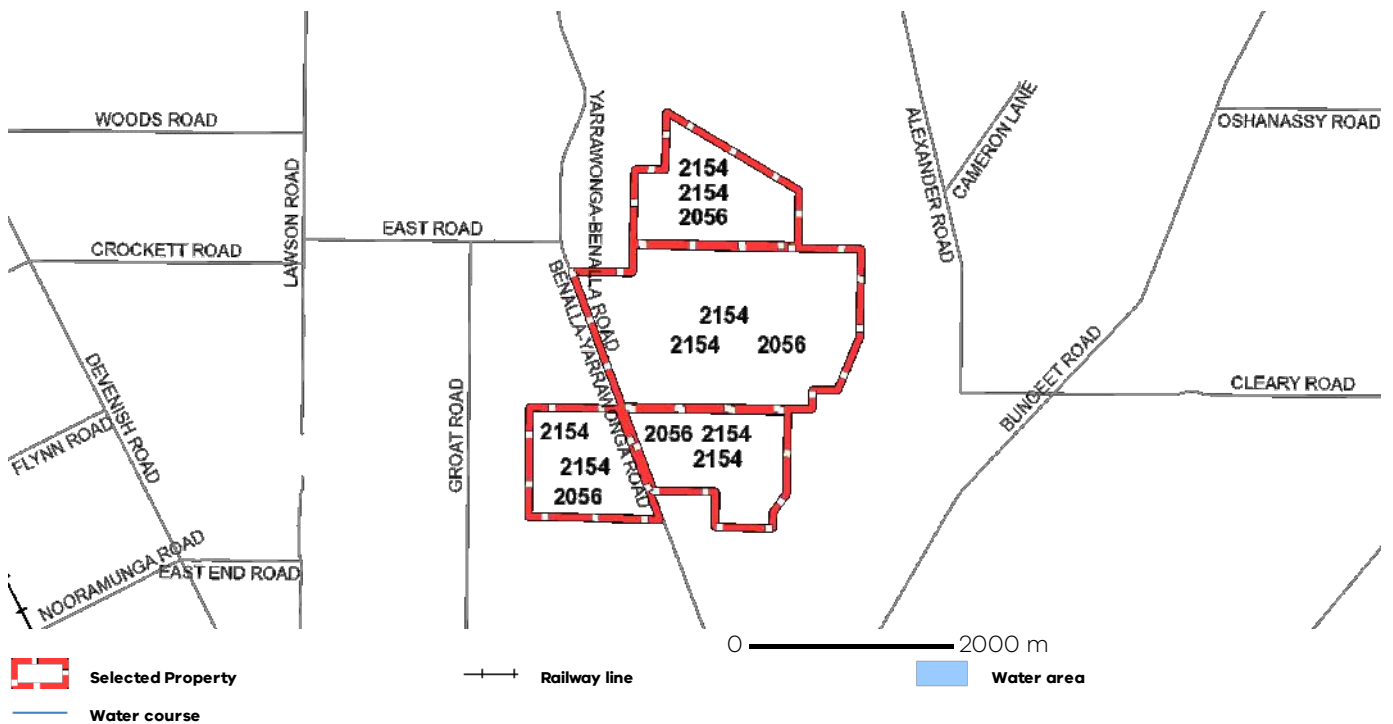 WOODS ROAD
LAWSON ROAD
CROCKETT ROAD
EAST ROAD
YARRAWONGA-BENALLA ROAD
BENALLA-YARRAWONGA ROAD
ALEXANDER ROAD
CAMERON LANE
OSHANASSY ROAD
2154
2154
2056
2154
2154 2056
DEVENISH ROAD
FLYNN ROAD
GROAT ROAD
BUNGEET ROAD
CLEARY ROAD
2154
2154
2056
2056 2154
2154
NOORAMUNGA ROAD
EAST END ROAD
0 2000 m
Selected Property
Railway line
Water area
Water course